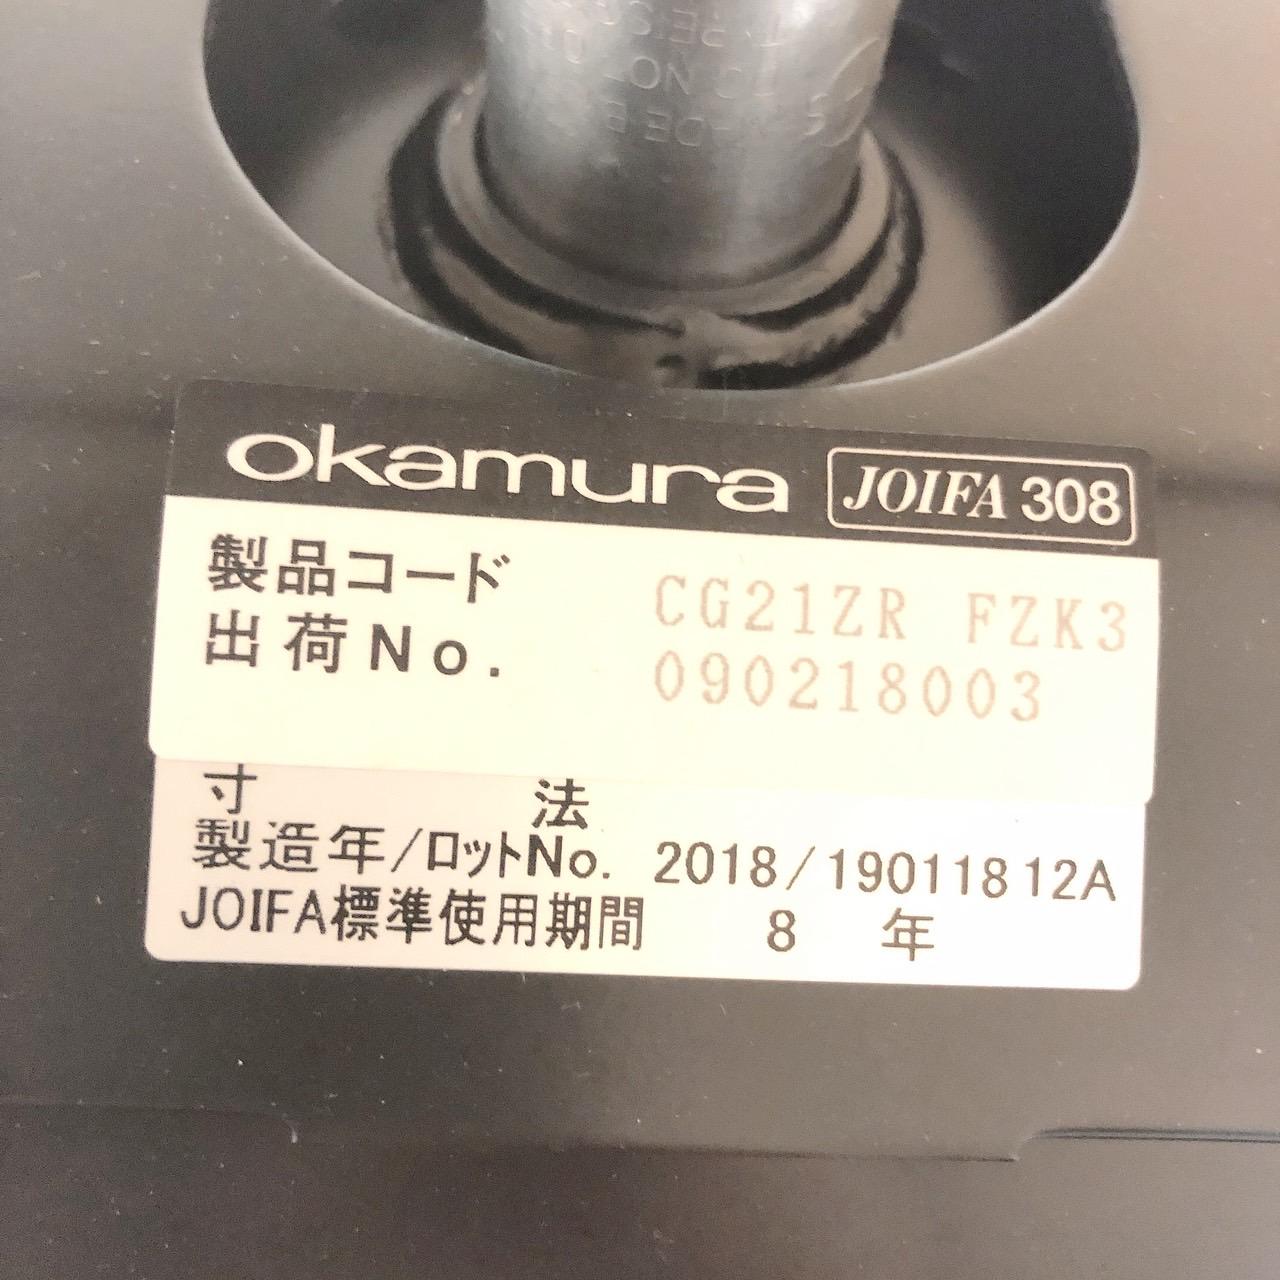 okamura JOIFA 308
製品コード CG21ZR FZK3
出荷No. 090218003
寸法
製造年/ロットNo. 2018/19011812A
JOIFA標準使用期間 8 年